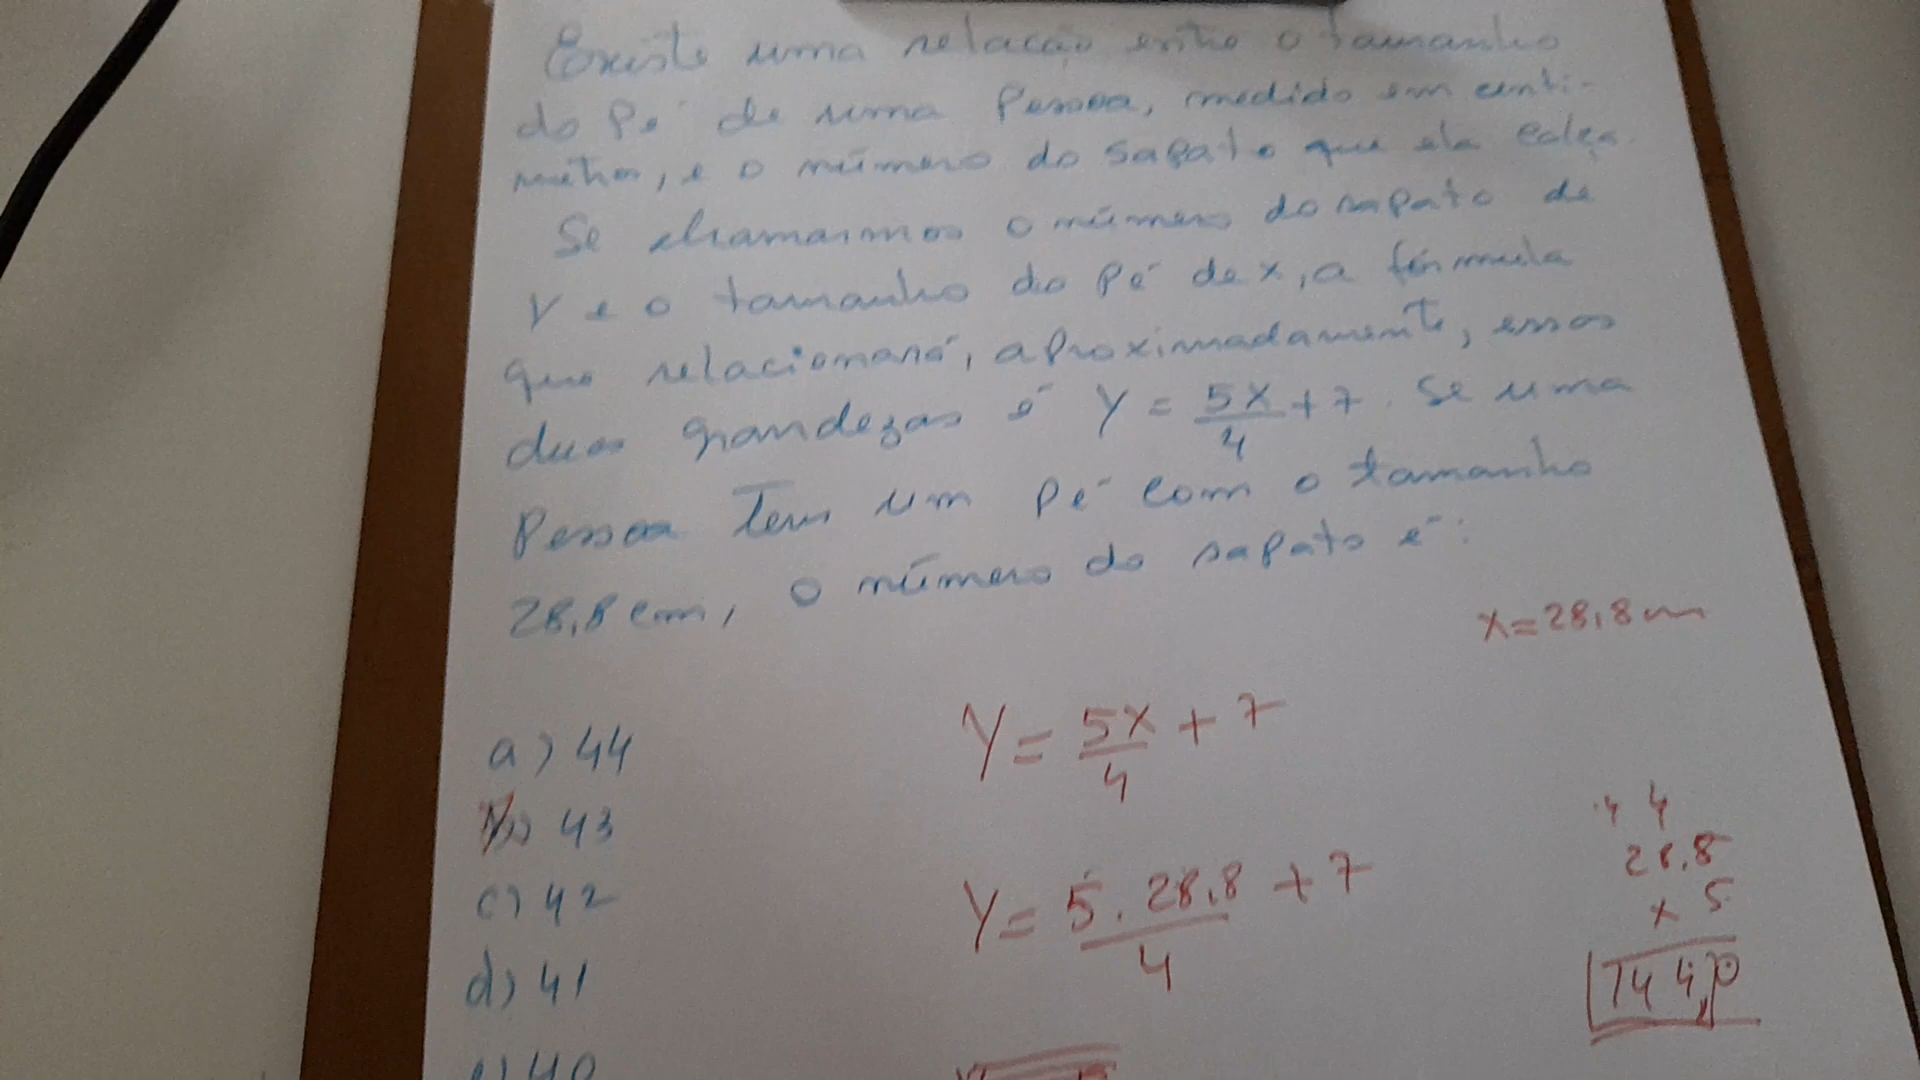 Existe uma relação entre o tamanho
do pé de uma Pessoa, medido em centi-
metros, e o número do sapato que ela calça.
Se chamarmos o número do sapato de
Y e o tamanho do pé de x, a fórmula
que relacionará, aproximadamente, essas
duas grandezas é Y = 5X/4 + 7. Se uma
Pessoa Tem um pé com o tamanho
28,8 cm, o número do sapato é:
X = 28,8 cm
a) 44
b) 43
c) 42
d) 41
e) 40
Y = 5X/4 + 7
Y = 5 . 28,8/4 + 7
4 4
28,8
x 5
144,0